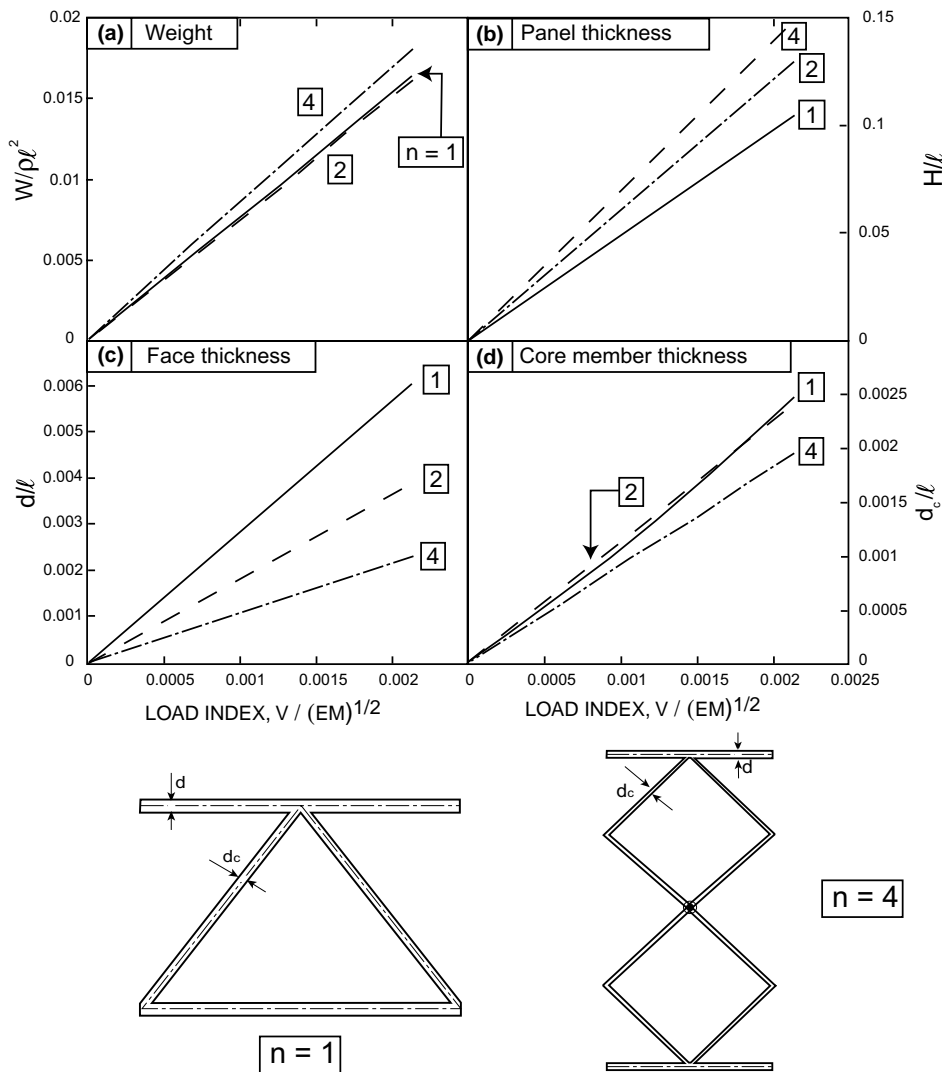 (a) Weight
W/ρℓ²
0.02
0.015
0.01
0.005
0
4
2
n = 1
(b) Panel thickness
H/ℓ
0.15
0.1
0.05
0
4
2
1
(c) Face thickness
d/ℓ
0.006
0.005
0.004
0.003
0.002
0.001
0
1
2
4
0 0.0005 0.001 0.0015 0.002
LOAD INDEX, V / (EM)^1/2
(d) Core member thickness
d_c/ℓ
0.0025
0.002
0.0015
0.001
0.0005
0
1
2
4
0 0.0005 0.001 0.0015 0.002 0.0025
LOAD INDEX, V / (EM)^1/2
d
dc
n = 1
d
dc
n = 4